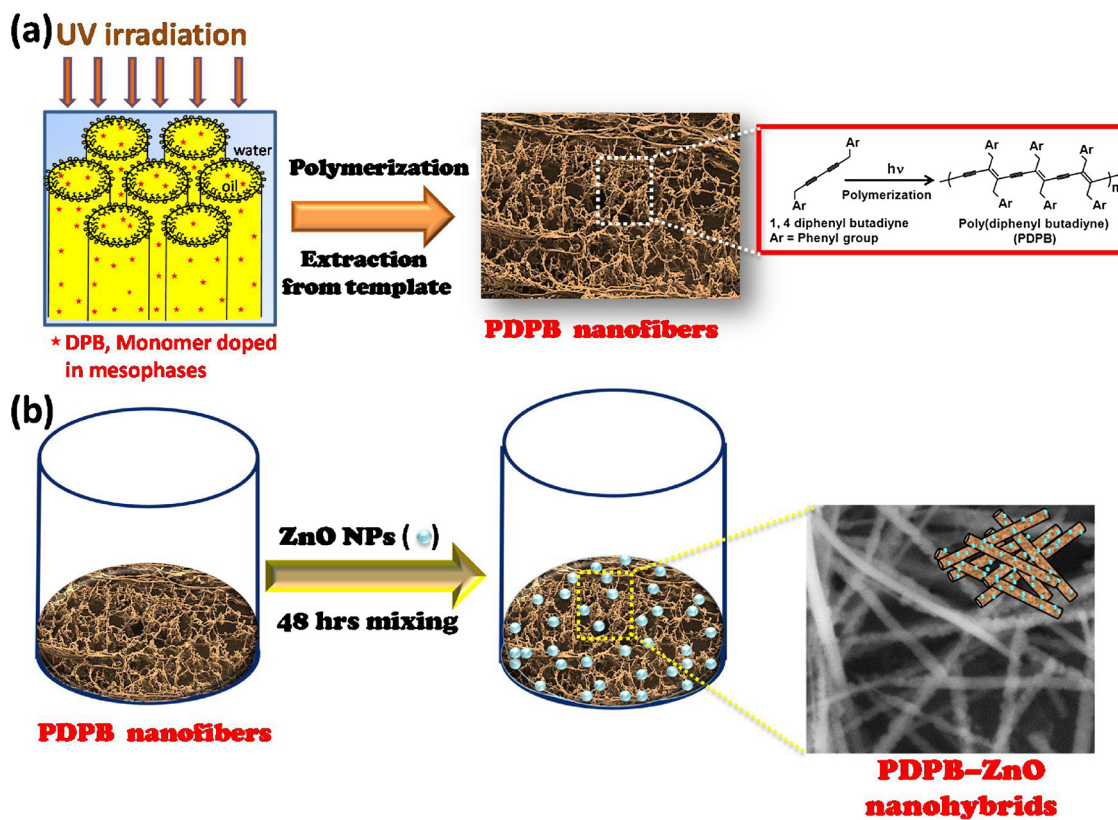 (a)
UV irradiation
water
oil
★ DPB, Monomer doped
in mesophases
Polymerization
Extraction
from template
PDPB nanofibers
Ar
Ar
hν
Polymerization
1, 4 diphenyl butadiyne
Ar = Phenyl group
Ar Ar Ar
Ar Ar Ar
n
Poly(diphenyl butadiyne)
(PDPB)
(b)
PDPB nanofibers
ZnO NPs ( )
48 hrs mixing
PDPB–ZnO
nanohybrids